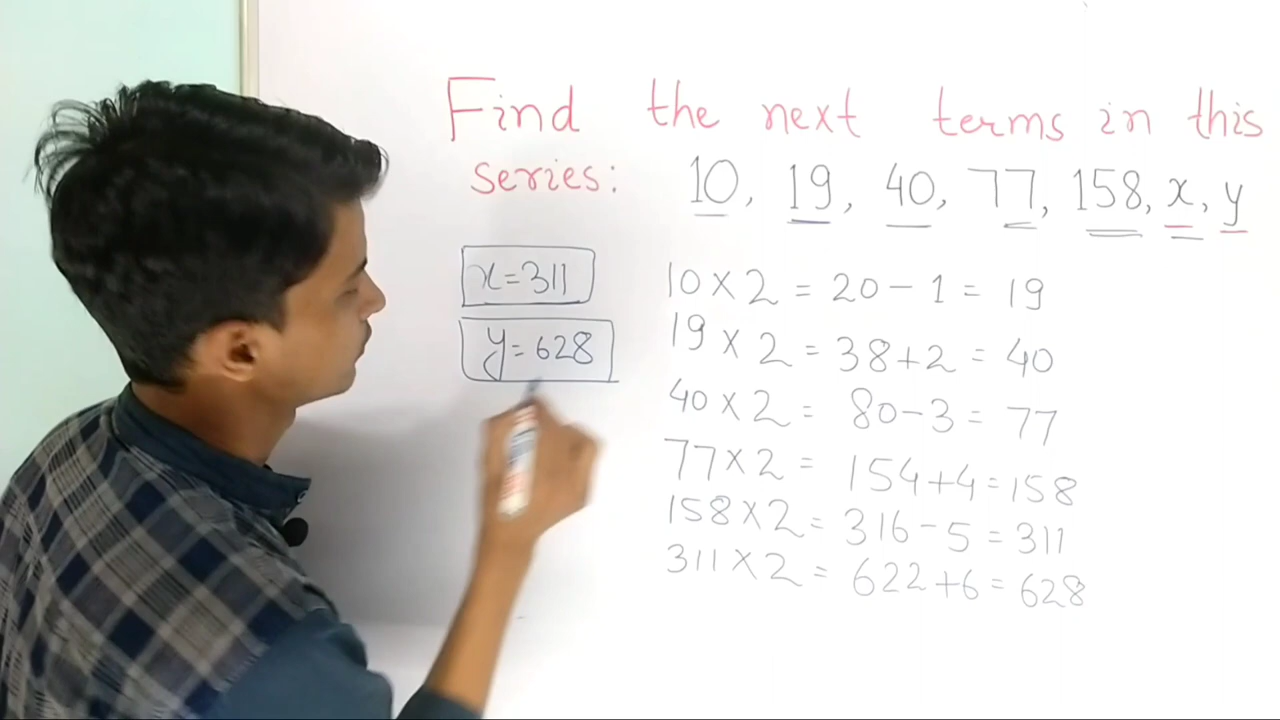 Find the next terms in this
series: 10, 19, 40, 77, 158, x, y
x=311
y=628
10×2 = 20-1 = 19
19×2 = 38+2 = 40
40×2 = 80-3 = 77
77×2 = 154+4=158
158×2 = 316-5=311
311×2 = 622+6=628